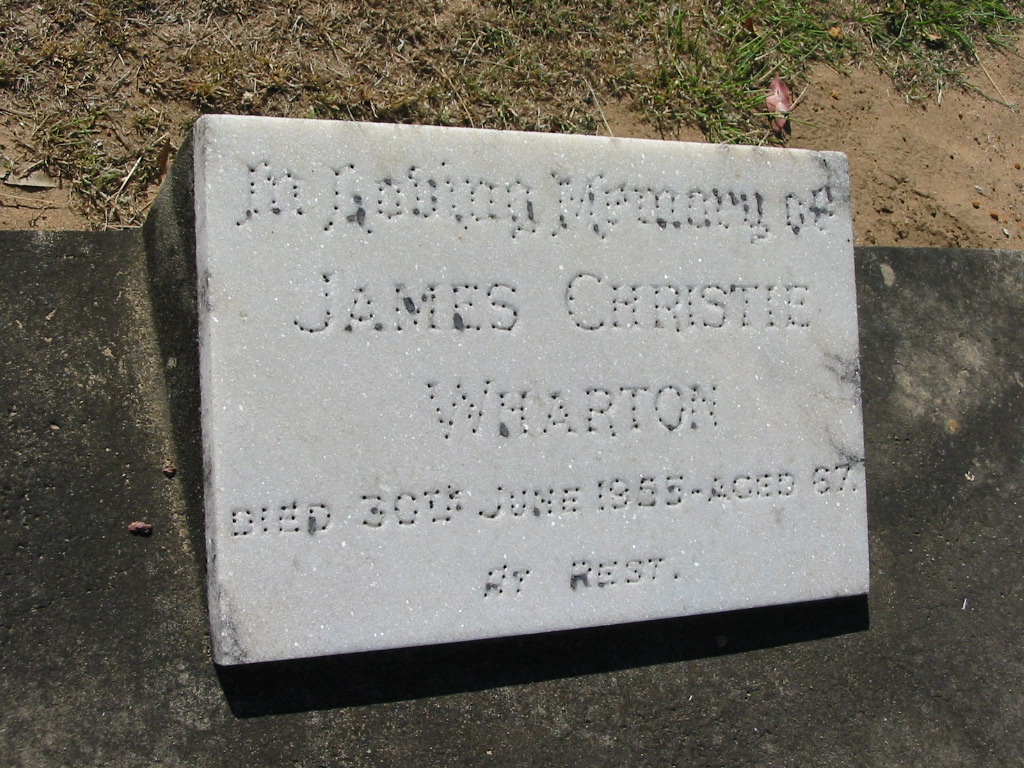 In Loving Memory of
JAMES CHRISTIE
WHARTON
DIED 30TH JUNE 1955-AGED 67.
AT REST.